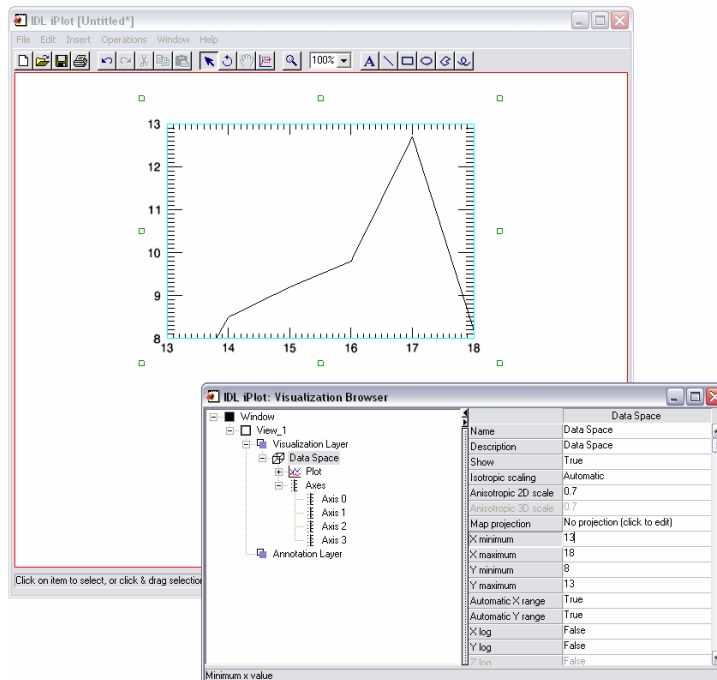 IDL iPlot [Untitled*]
File Edit Insert Operations Window Help
100% A
13
12
11
10
9
8
13 14 15 16 17 18
Click on item to select, or click & drag selection
IDL iPlot: Visualization Browser
Window
View_1
Visualization Layer
Data Space
Plot
Axes
Axis 0
Axis 1
Axis 2
Axis 3
Annotation Layer
Data Space
Name Data Space
Description Data Space
Show True
Isotropic scaling Automatic
Anisotropic 2D scale 0.7
Anisotropic 3D scale 0.7
Map projection No projection (click to edit)
X minimum 13
X maximum 18
Y minimum 8
Y maximum 13
Automatic X range True
Automatic Y range True
X log False
Y log False
Z log False
Minimum x value